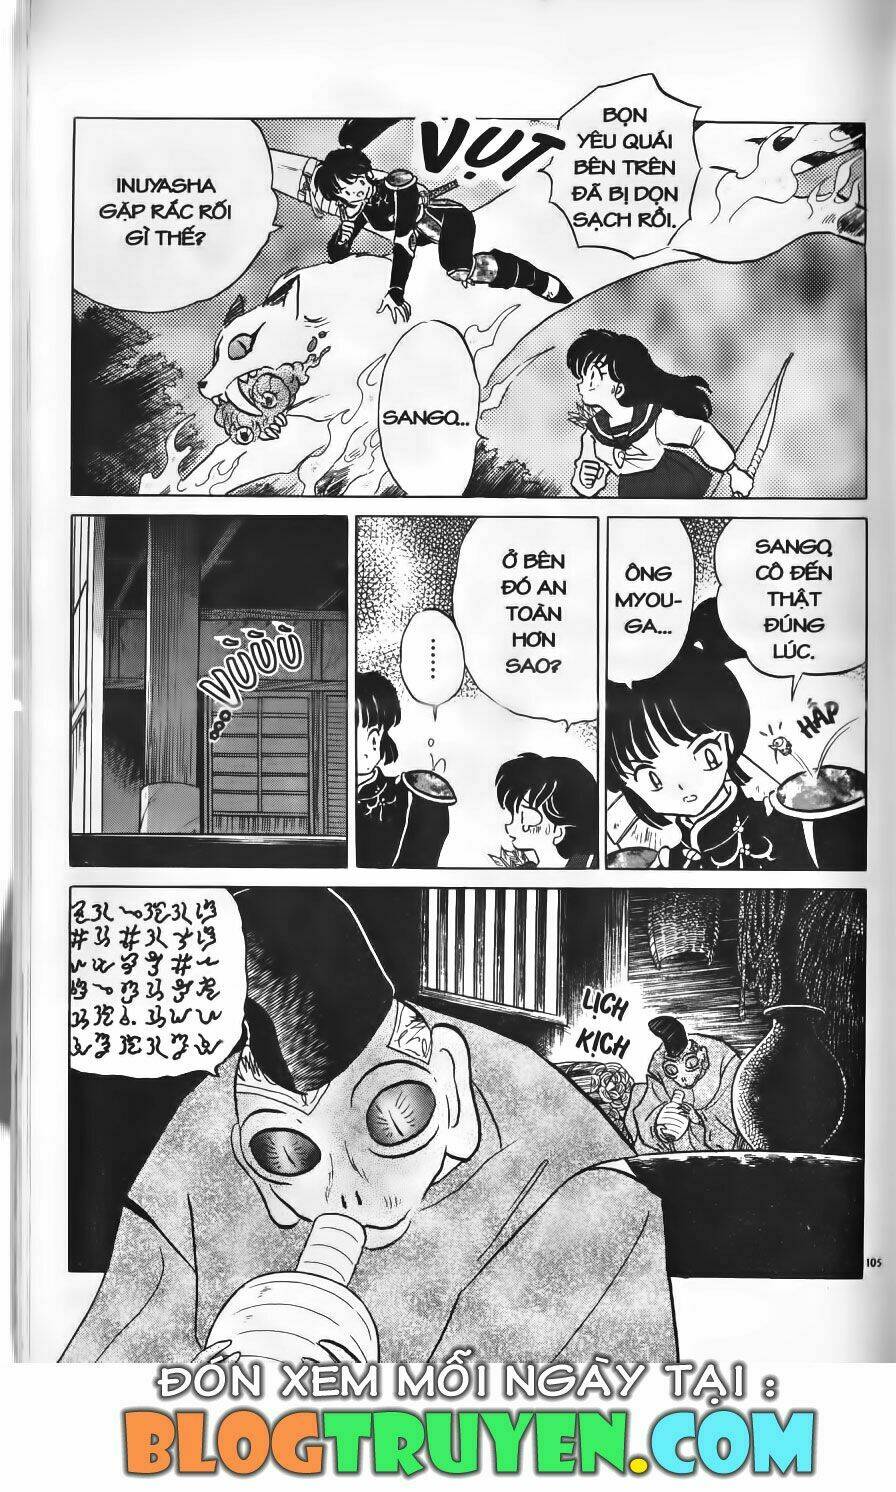 BỌN
YÊU QUÁI
BÊN TRÊN
ĐÃ BỊ DỌN
SẠCH RỒI.
VỤT
INUYASHA
GẶP RẮC RỐI
GÌ THẾ?
SANGO...
SANGO,
CÔ ĐẾN
THẬT
ĐÚNG
LÚC.
HẤP
ÔNG
MYOU-
GA...
Ở BÊN
ĐÓ AN
TOÀN
HƠN
SAO?
......
...VÙÙÙ
LỊCH
KỊCH
105
ĐÓN XEM MỖI NGÀY TẠI :
BLOGTRUYEN.COM